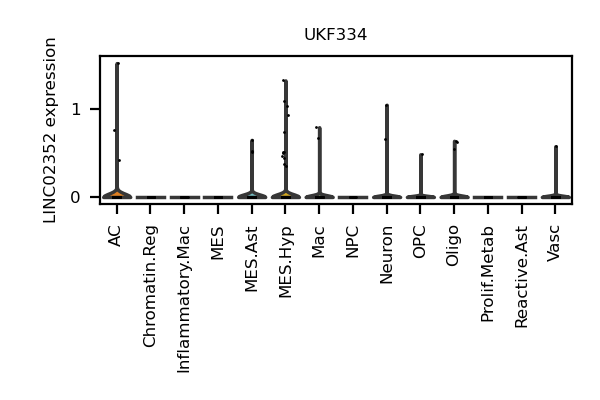 UKF334
LINC02352 expression
1
0
AC
Chromatin.Reg
Inflammatory.Mac
MES
MES.Ast
MES.Hyp
Mac
NPC
Neuron
OPC
Oligo
Prolif.Metab
Reactive.Ast
Vasc